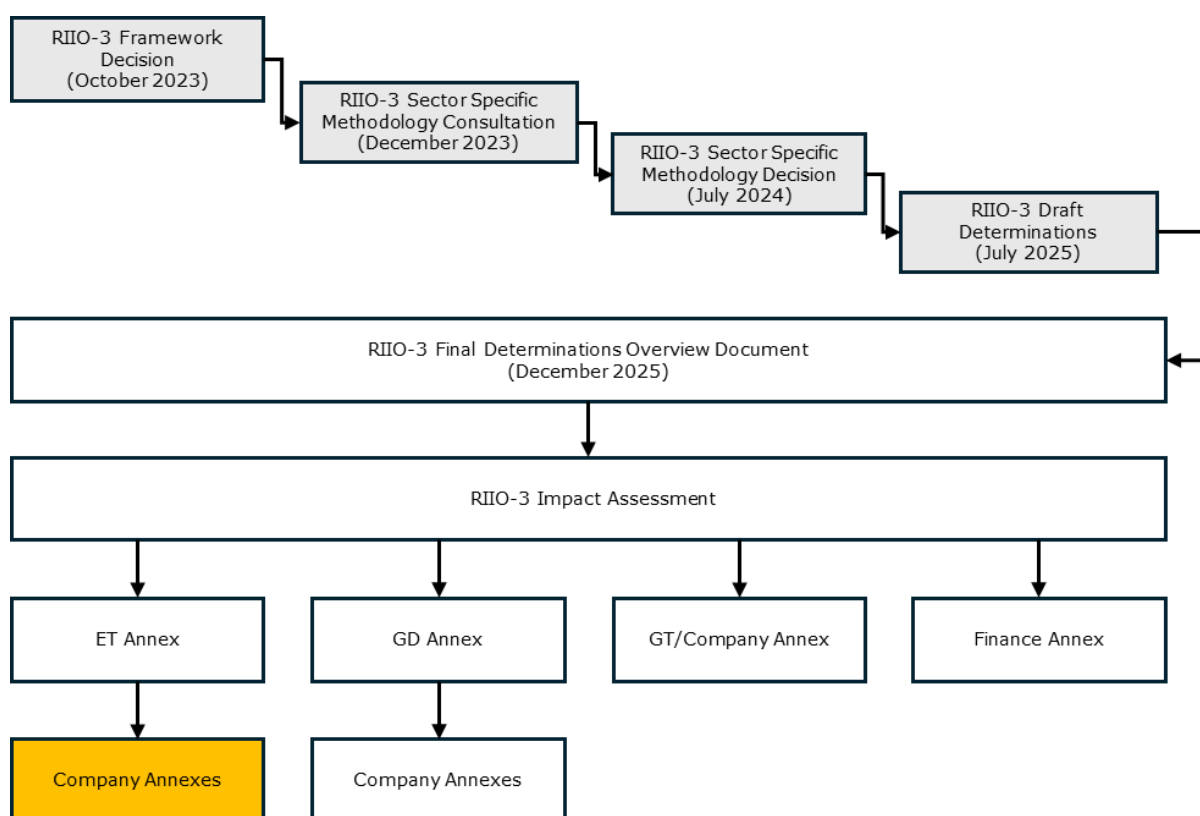 RIIO-3 Framework
Decision
(October 2023)
RIIO-3 Sector Specific
Methodology Consultation
(December 2023)
RIIO-3 Sector Specific
Methodology Decision
(July 2024)
RIIO-3 Draft
Determinations
(July 2025)
RIIO-3 Final Determinations Overview Document
(December 2025)
RIIO-3 Impact Assessment
ET Annex
GD Annex
GT/Company Annex
Finance Annex
Company Annexes
Company Annexes